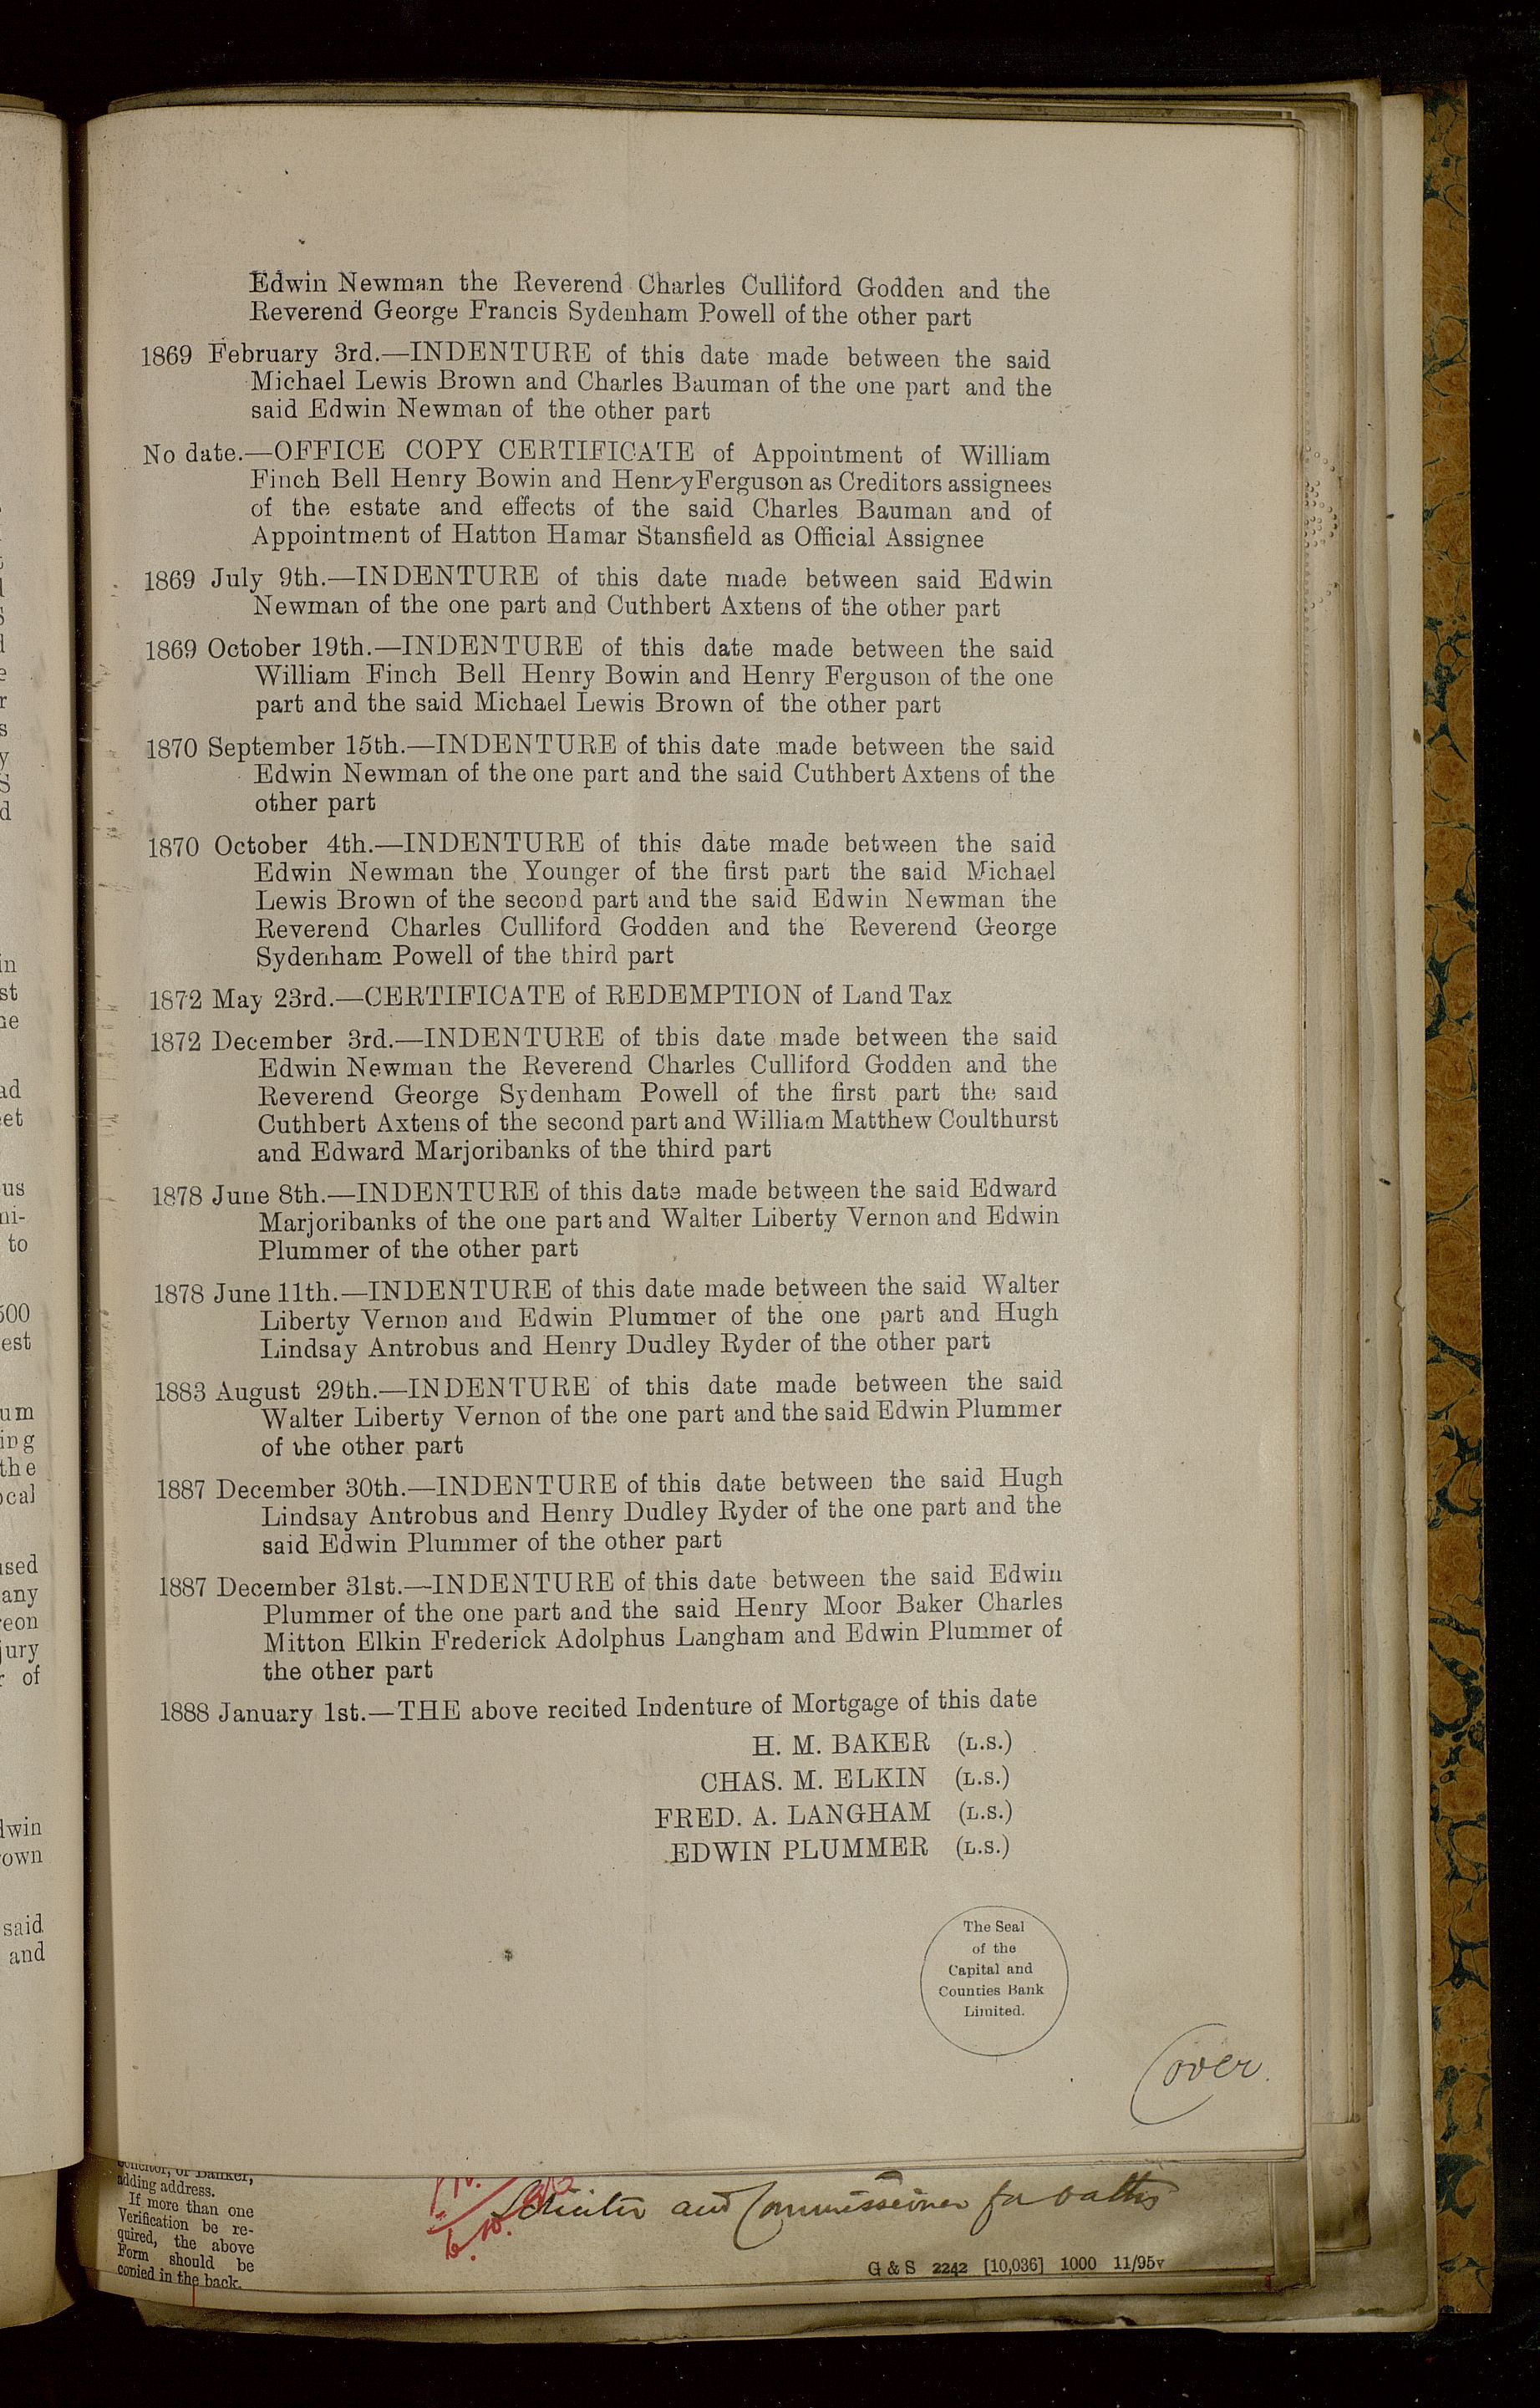 Edwin Newman the Reverend Charles Culliford Godden and the
Reverend George Francis Sydenham Powell of the other part
1869 February 3rd.—INDENTURE of this date made between the said
Michael Lewis Brown and Charles Bauman of the one part and the
said Edwin Newman of the other part
No date.—OFFICE COPY CERTIFICATE of Appointment of William
Finch Bell Henry Bowin and Henry Ferguson as Creditors assignees
of the estate and effects of the said Charles Bauman and of
Appointment of Hatton Hamar Stansfield as Official Assignee
1869 July 9th.—INDENTURE of this date made between said Edwin
Newman of the one part and Cuthbert Axtens of the other part
1869 October 19th.—INDENTURE of this date made between the said
William Finch Bell Henry Bowin and Henry Ferguson of the one
part and the said Michael Lewis Brown of the other part
1870 September 15th.—INDENTURE of this date made between the said
Edwin Newman of the one part and the said Cuthbert Axtens of the
other part
1870 October 4th.—INDENTURE of this date made between the said
Edwin Newman the Younger of the first part the said Michael
Lewis Brown of the second part and the said Edwin Newman the
Reverend Charles Culliford Godden and the Reverend George
Sydenham Powell of the third part
1872 May 23rd.—CERTIFICATE of REDEMPTION of Land Tax
1872 December 3rd.—INDENTURE of this date made between the said
Edwin Newman the Reverend Charles Culliford Godden and the
Reverend George Sydenham Powell of the first part the said
Cuthbert Axtens of the second part and William Matthew Coulthurst
and Edward Marjoribanks of the third part
1878 June 8th.—INDENTURE of this date made between the said Edward
Marjoribanks of the one part and Walter Liberty Vernon and Edwin
Plummer of the other part
1878 June 11th.—INDENTURE of this date made between the said Walter
Liberty Vernon and Edwin Plummer of the one part and Hugh
Lindsay Antrobus and Henry Dudley Ryder of the other part
1883 August 29th.—INDENTURE of this date made between the said
Walter Liberty Vernon of the one part and the said Edwin Plummer
of the other part
1887 December 30th.—INDENTURE of this date between the said Hugh
Lindsay Antrobus and Henry Dudley Ryder of the one part and the
said Edwin Plummer of the other part
1887 December 31st.—INDENTURE of this date between the said Edwin
Plummer of the one part and the said Henry Moor Baker Charles
Mitton Elkin Frederick Adolphus Langham and Edwin Plummer of
the other part
1888 January 1st.—THE above recited Indenture of Mortgage of this date
H. M. BAKER (L.S.)
CHAS. M. ELKIN (L.S.)
FRED. A. LANGHAM (L.S.)
EDWIN PLUMMER (L.S.)
The Seal
of the
Capital and
Counties Bank
Limited.
(over.
Solicitor, or Banker,
adding address.
If more than one
Verification be re-
quired, the above
Form should be
copied in the back.
Solicitor and Commissioner for oaths
G & S 2242 [10,036] 1000 11/95v